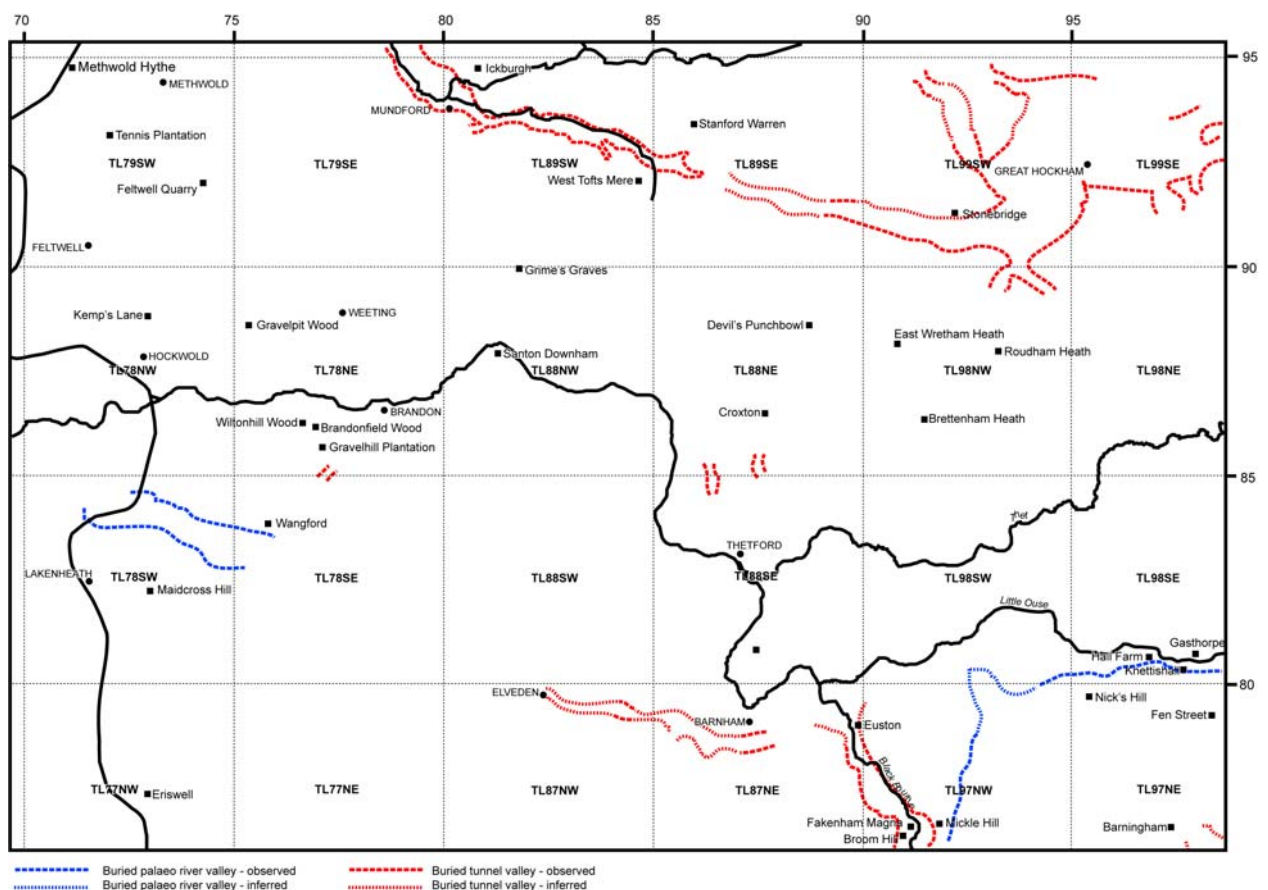 70 75 80 85 90 95
95
Methwold Hythe
Ickburgh
METHWOLD
MUNDFORD
Stanford Warren
Tennis Plantation
TL79SW TL79SE TL89SW TL89SE TL99SW TL99SE
GREAT HOCKHAM
Feltwell Quarry
West Tofts Mere
Stonebridge
FELTWELL
Grime's Graves
90
Kemp's Lane
WEETING
Gravelpit Wood
Devil's Punchbowl
East Wretham Heath
Roudham Heath
HOCKWOLD
Santon Downham
TL78NW TL78NE TL88NW TL88NE TL98NW TL98NE
BRANDON
Croxton
Wiltonhill Wood
Brandonfield Wood
Brettenham Heath
Gravelhill Plantation
85
Wangford
Thet
THETFORD
LAKENHEATH
TL78SW TL78SE TL88SW TL88SE TL98SW TL98SE
Maidcross Hill
Little Ouse
Gasthorpe
Hall Farm
Knettishall
80
ELVEDEN
Nick's Hill
BARNHAM
Euston
Fen Street
Black Bourne
TL77NW TL77NE TL87NW TL87NE TL97NW TL97NE
Eriswell
Fakenham Magna
Mickle Hill
Barningham
Broom Hill
Buried palaeo river valley - observed
Buried tunnel valley - observed
Buried palaeo river valley - inferred
Buried tunnel valley - inferred